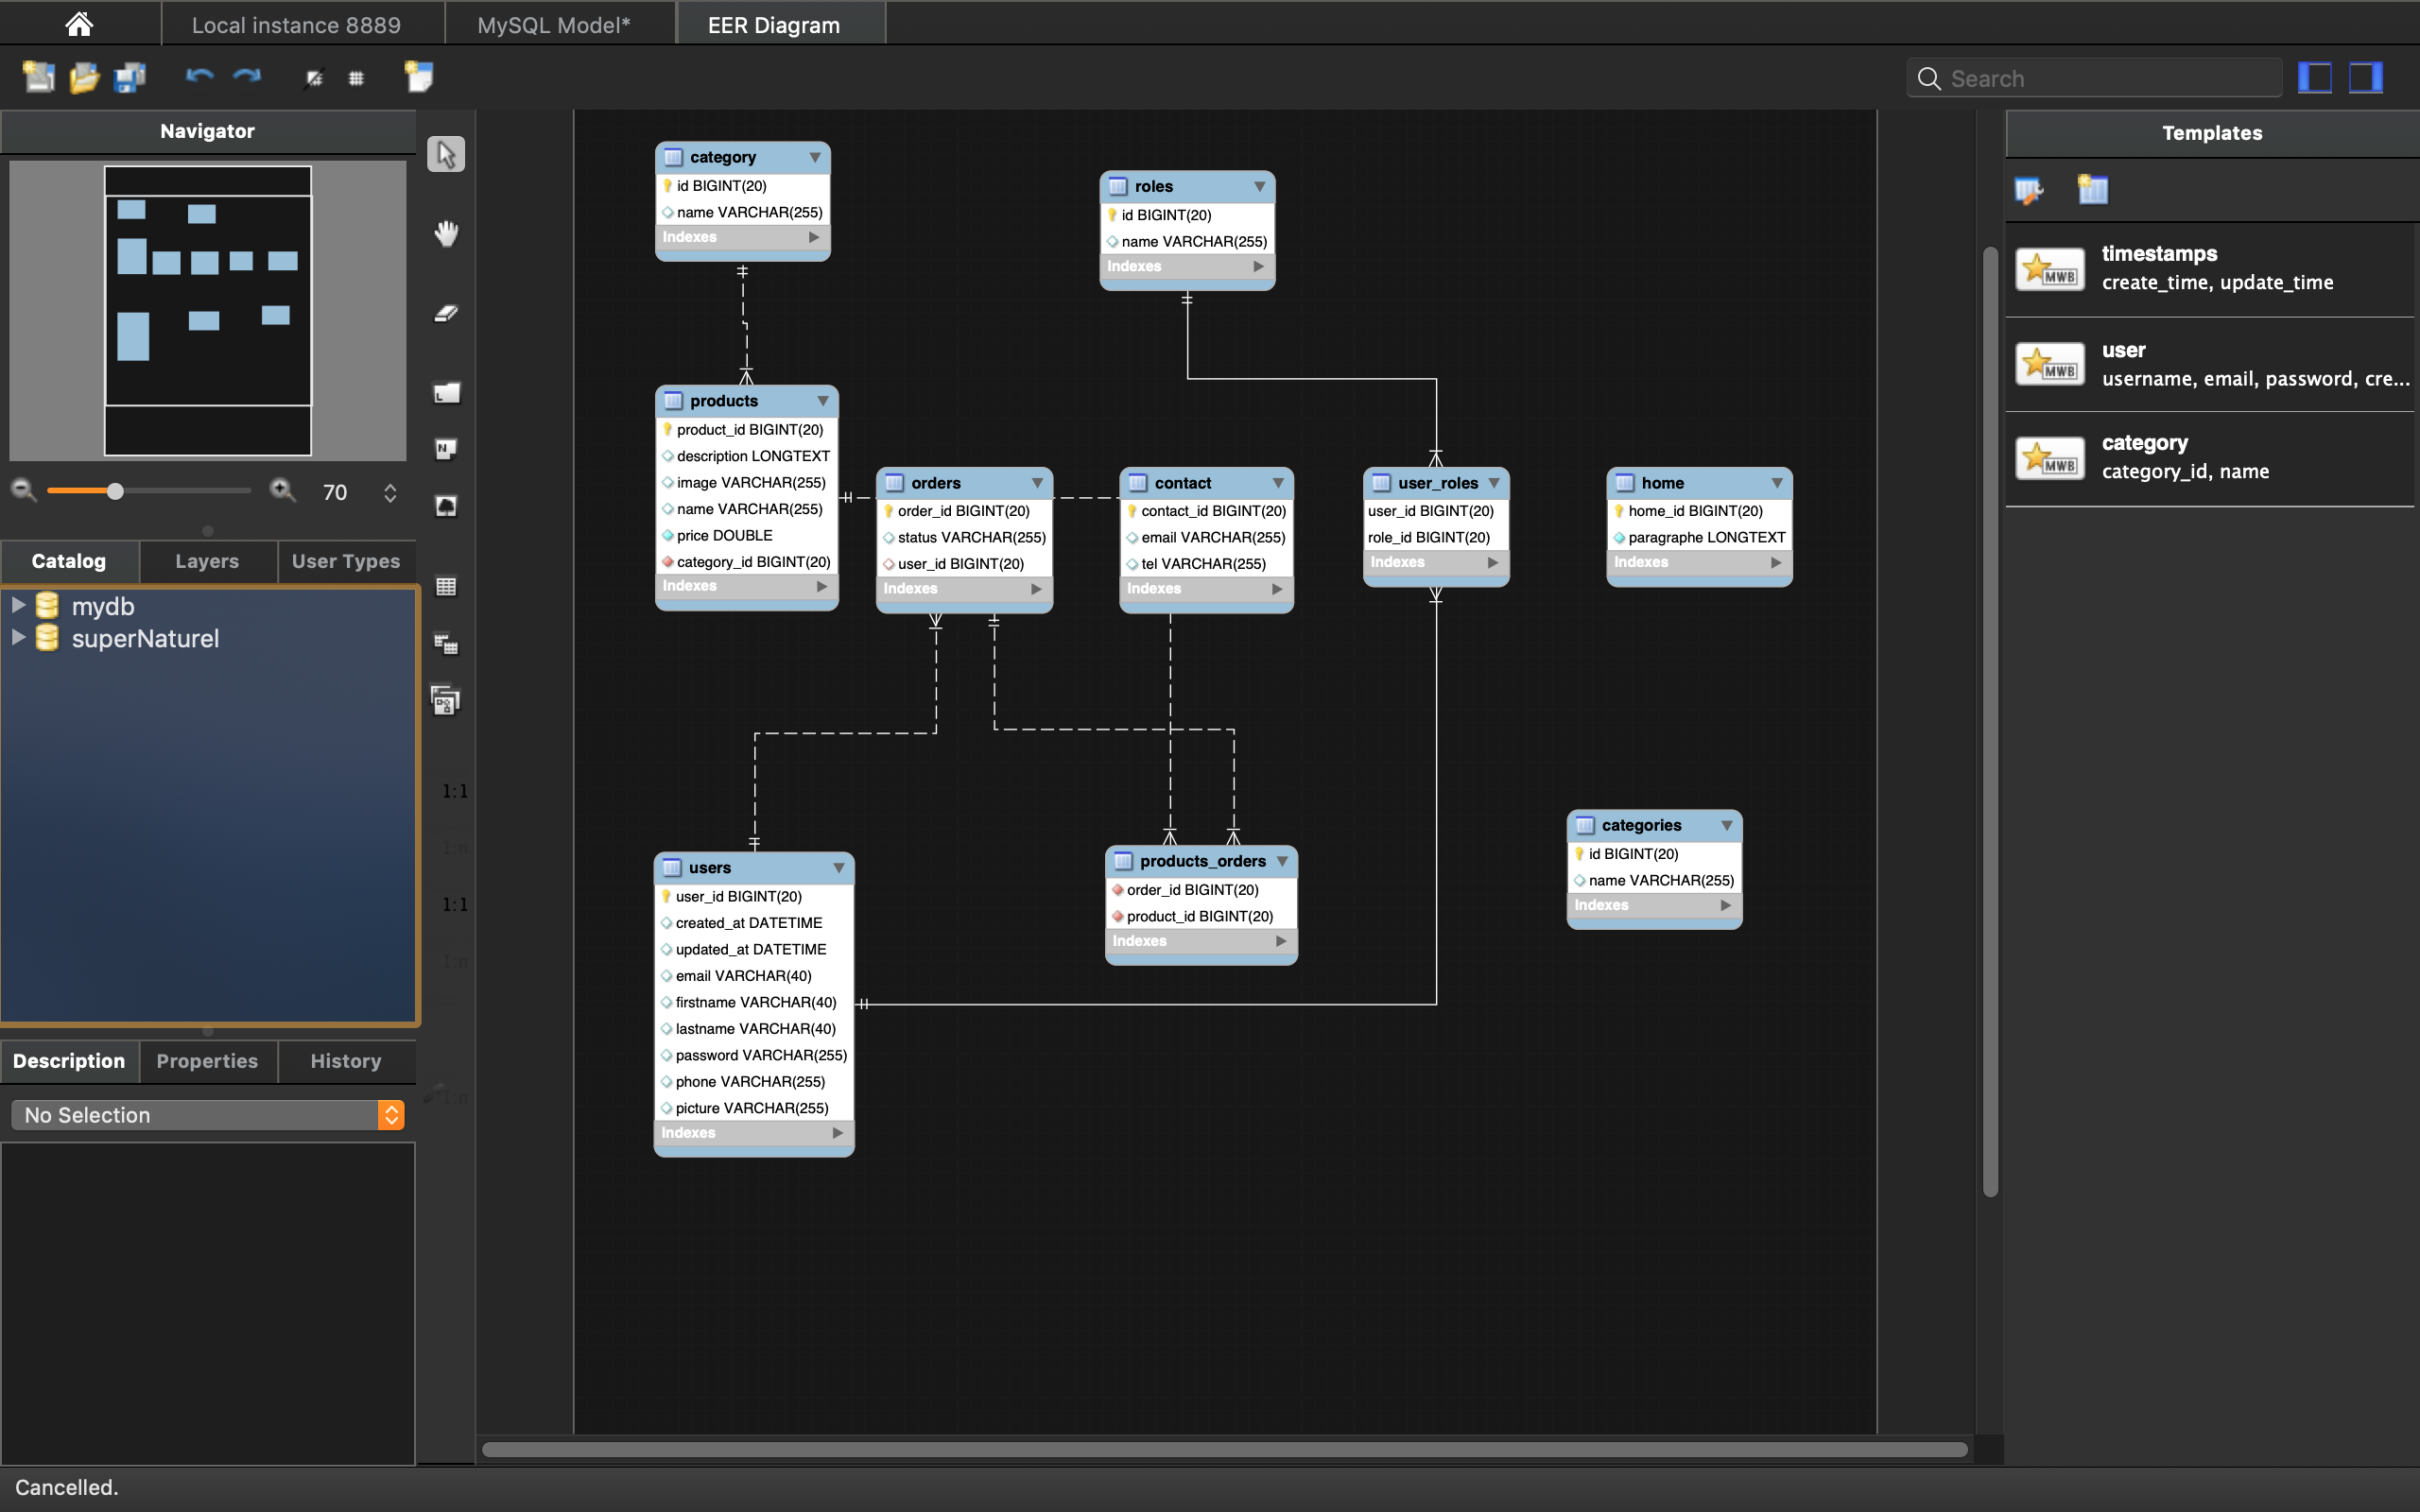 Local instance 8889
MySQL Model*
EER Diagram
Search
Navigator
70
Catalog
Layers
User Types
mydb
superNaturel
Description
Properties
History
No Selection
Cancelled.
L
N
1:1
1:n
1:1
1:n
1:n
category
id BIGINT(20)
name VARCHAR(255)
Indexes
roles
id BIGINT(20)
name VARCHAR(255)
Indexes
products
product_id BIGINT(20)
description LONGTEXT
image VARCHAR(255)
name VARCHAR(255)
price DOUBLE
category_id BIGINT(20)
Indexes
orders
order_id BIGINT(20)
status VARCHAR(255)
user_id BIGINT(20)
Indexes
contact
contact_id BIGINT(20)
email VARCHAR(255)
tel VARCHAR(255)
Indexes
user_roles
user_id BIGINT(20)
role_id BIGINT(20)
Indexes
home
home_id BIGINT(20)
paragraphe LONGTEXT
Indexes
users
user_id BIGINT(20)
created_at DATETIME
updated_at DATETIME
email VARCHAR(40)
firstname VARCHAR(40)
lastname VARCHAR(40)
password VARCHAR(255)
phone VARCHAR(255)
picture VARCHAR(255)
Indexes
products_orders
order_id BIGINT(20)
product_id BIGINT(20)
Indexes
categories
id BIGINT(20)
name VARCHAR(255)
Indexes
Templates
MWB
timestamps
create_time, update_time
MWB
user
username, email, password, cre...
MWB
category
category_id, name